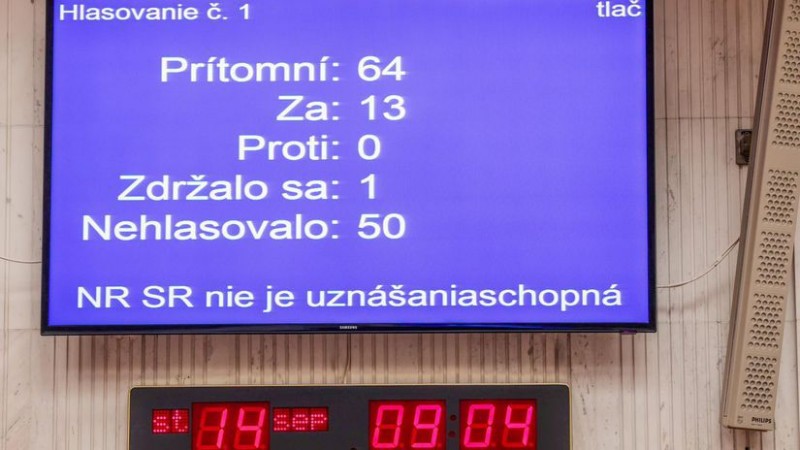 Hlasovanie č. 1
tlač
Prítomní: 64
Za: 13
Proti: 0
Zdržalo sa: 1
Nehlasovalo: 50
NR SR nie je uznášaniaschopná
SAMSUNG
st 14 sep 09:04
PHILIPS